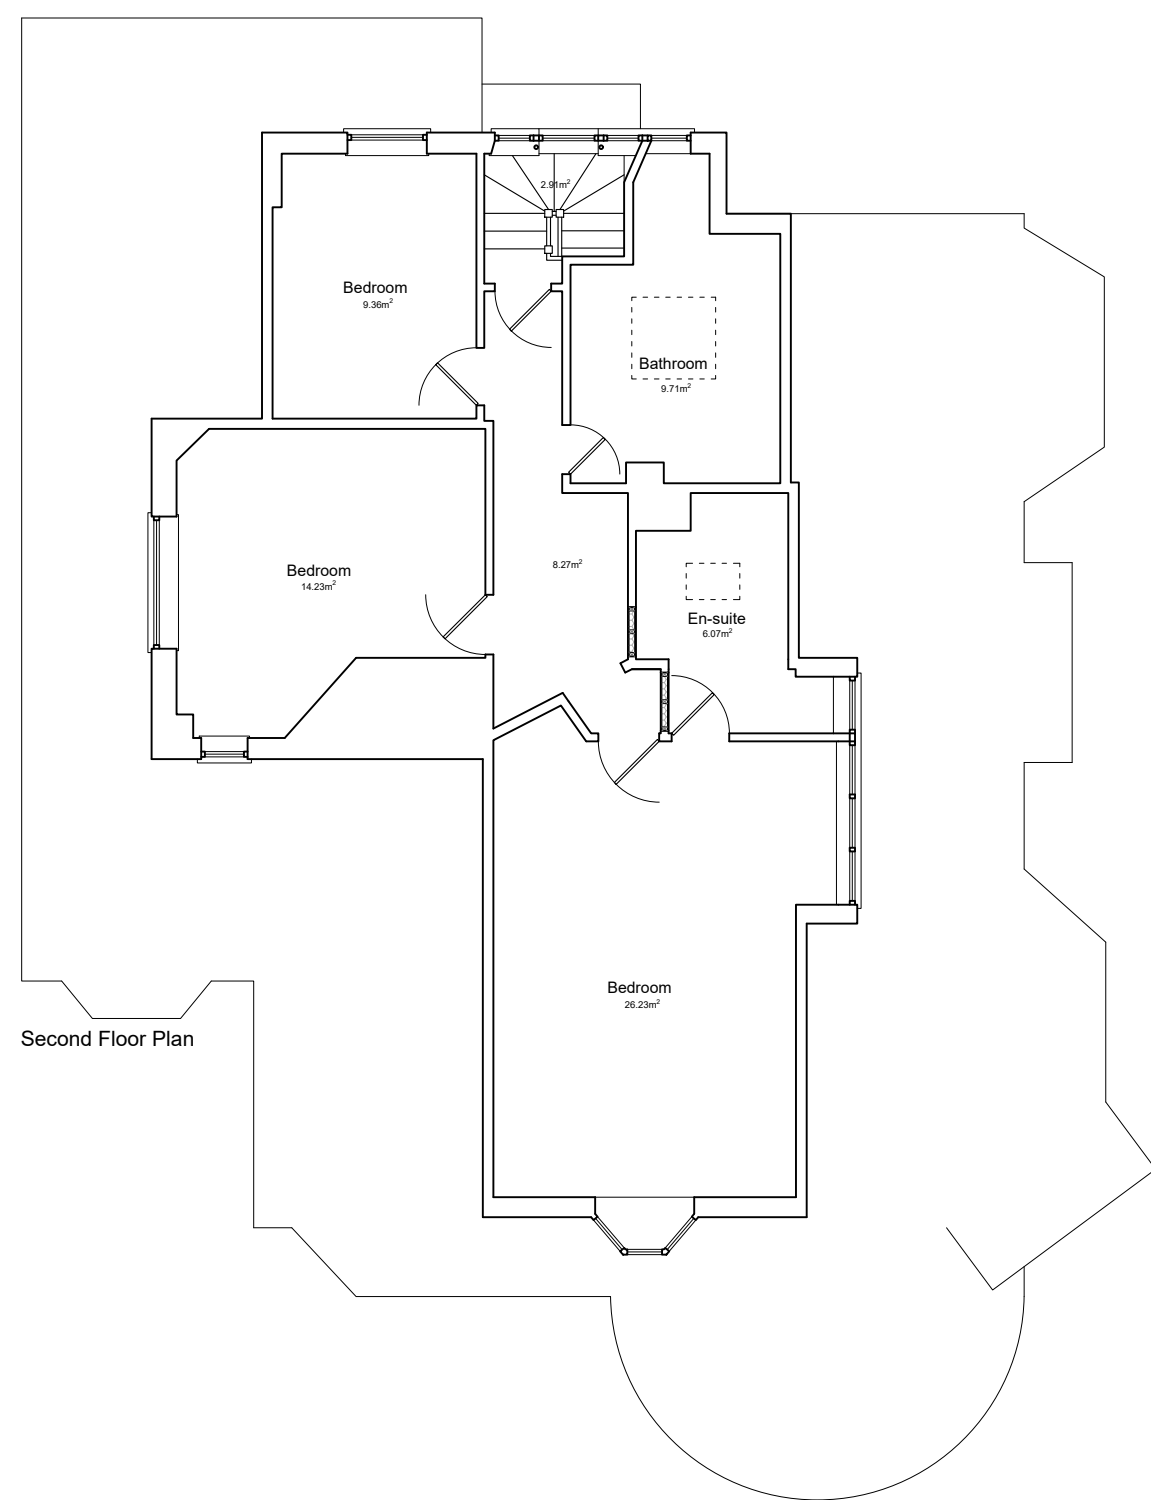 2.91m²
Bedroom
9.36m²
Bathroom
9.71m²
Bedroom
14.23m²
8.27m²
En-suite
6.07m²
Bedroom
26.23m²
Second Floor Plan